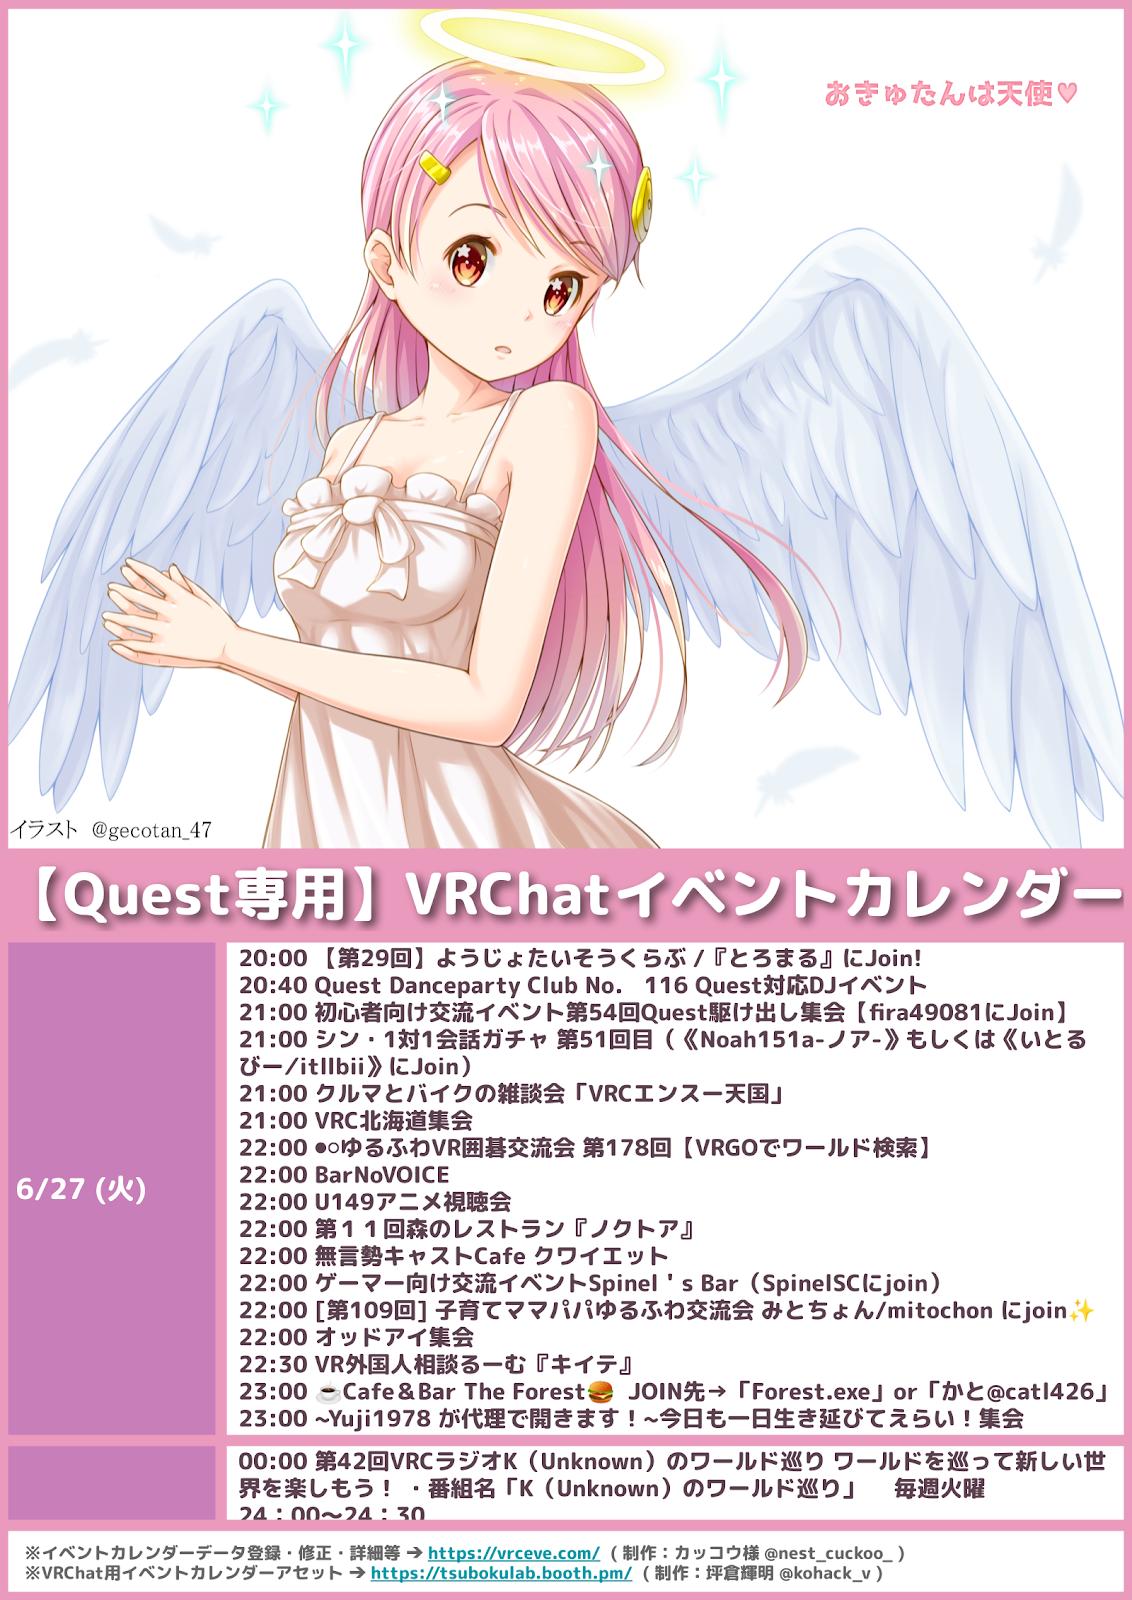 おきゅたんは天使♥
イラスト @gecotan_47
【Quest専用】VRChatイベントカレンダー
6/27 (火)
20:00 【第29回】ようじょたいそうくらぶ /『とろまる』にJoin!
20:40 Quest Danceparty Club No. 116 Quest対応DJイベント
21:00 初心者向け交流イベント第54回Quest駆け出し集会【fira49081にJoin】
21:00 シン・1対1会話ガチャ 第51回目（《Noah151a-ノア-》もしくは《いとる
びー/itllbii》にJoin）
21:00 クルマとバイクの雑談会「VRCエンスー天国」
21:00 VRC北海道集会
22:00 ●○ゆるふわVR囲碁交流会 第178回【VRGOでワールド検索】
22:00 BarNoVOICE
22:00 U149アニメ視聴会
22:00 第１１回森のレストラン『ノクトア』
22:00 無言勢キャストCafe クワイエット
22:00 ゲーマー向け交流イベントSpinel＇s Bar（SpinelSCにjoin）
22:00 [第109回] 子育てママパパゆるふわ交流会 みとちょん/mitochon にjoin✨
22:00 オッドアイ集会
22:30 VR外国人相談るーむ『キイテ』
23:00 ☕Cafe＆Bar The Forest🍔 JOIN先→「Forest.exe」or「かと@catl426」
23:00 ~Yuji1978 が代理で開きます！~今日も一日生き延びてえらい！集会
00:00 第42回VRCラジオK（Unknown）のワールド巡り ワールドを巡って新しい世
界を楽しもう！ ・番組名「K（Unknown）のワールド巡り」 毎週火曜
24：00～24：30
※イベントカレンダーデータ登録・修正・詳細等 ➔ https://vrceve.com/ ( 制作：カッコウ様 @nest_cuckoo_ )
※VRChat用イベントカレンダーアセット ➔ https://tsubokulab.booth.pm/ ( 制作：坪倉輝明 @kohack_v )